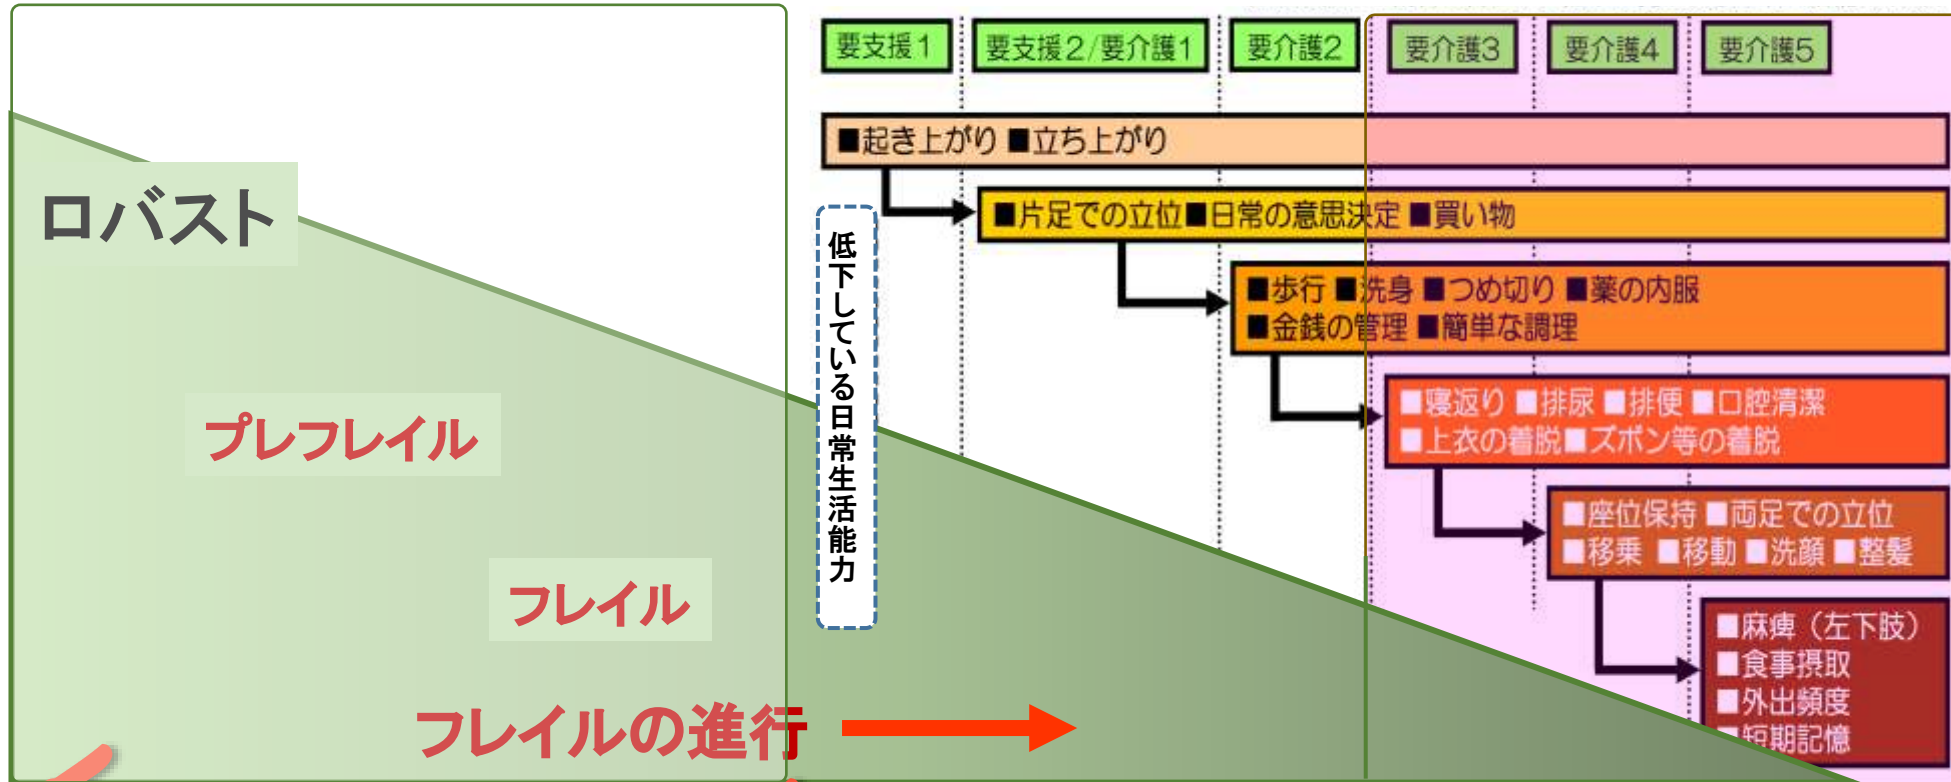 要支援1
要支援2/要介護1
要介護2
要介護3
要介護4
要介護5
■起き上がり ■立ち上がり
■片足での立位■日常の意思決定 ■買い物
■歩行 ■洗身 ■つめ切り ■薬の内服
■金銭の管理 ■簡単な調理
■寝返り ■排尿 ■排便 ■口腔清潔
■上衣の着脱■ズボン等の着脱
■座位保持 ■両足での立位
■移乗 ■移動 ■洗顔 ■整髪
■麻痺（左下肢）
■食事摂取
■外出頻度
■短期記憶
低下している日常生活能力
ロバスト
プレフレイル
フレイル
フレイルの進行